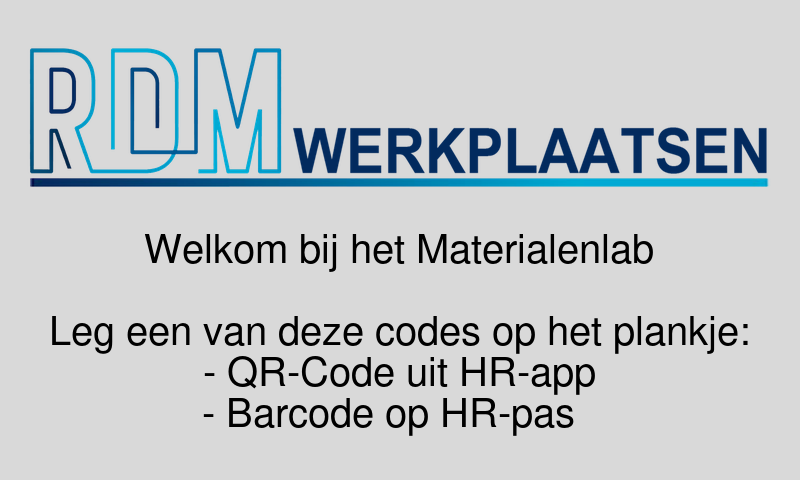 RDM WERKPLAATSEN
Welkom bij het Materialenlab
Leg een van deze codes op het plankje:
- QR-Code uit HR-app
- Barcode op HR-pas